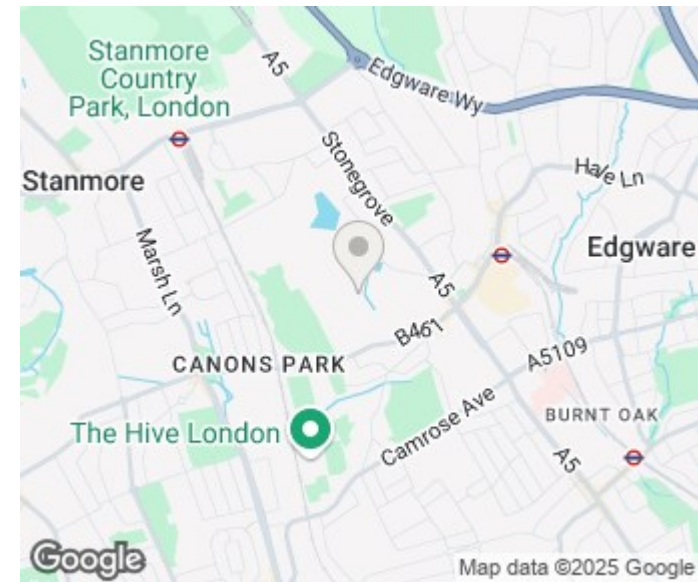 Stanmore
Country
Park, London
A5
Edgware Wy
Stonegrove
Hale Ln
Stanmore
Marsh Ln
Edgware
A5
B461
A5109
CANONS PARK
Camrose Ave
BURNT OAK
The Hive London
A5
Google
Map data ©2025 Google